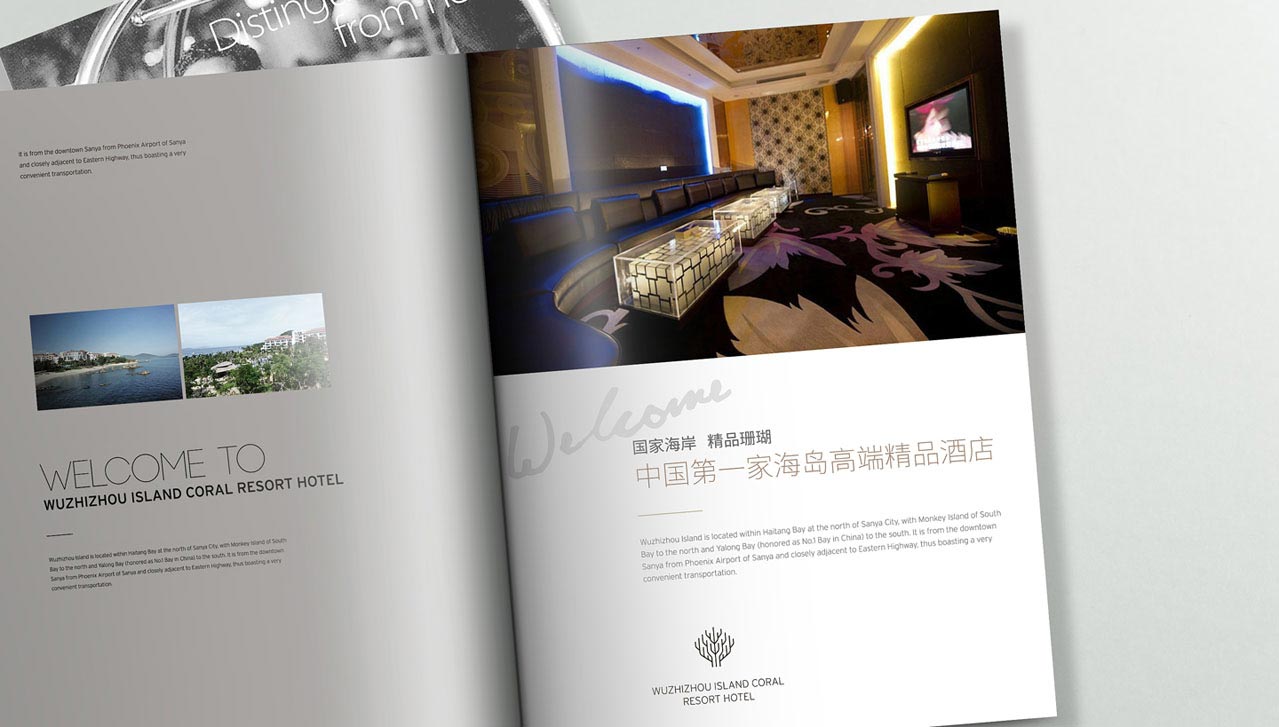 from
It is from the downtown Sanya from Phoenix Airport of Sanya
and closely adjacent to Eastern Highway, thus boasting a very
convenient transportation.
WELCOME TO
WUZHIZHOU ISLAND CORAL RESORT HOTEL
Wuzhizhou Island is located within Haitang Bay at the north of Sanya City, with Monkey Island of South
Bay to the north and Yalong Bay (honored as No.1 Bay in China) to the south. It is from the downtown
Sanya from Phoenix Airport of Sanya and closely adjacent to Eastern Highway, thus boasting a very
convenient transportation.
Welcome
国家海岸 精品珊瑚
中国第一家海岛高端精品酒店
Wuzhizhou Island is located within Haitang Bay at the north of Sanya City, with Monkey Island of South
Bay to the north and Yalong Bay (honored as No.1 Bay in China) to the south. It is from the downtown
Sanya from Phoenix Airport of Sanya and closely adjacent to Eastern Highway, thus boasting a very
convenient transportation.
WUZHIZHOU ISLAND CORAL
RESORT HOTEL